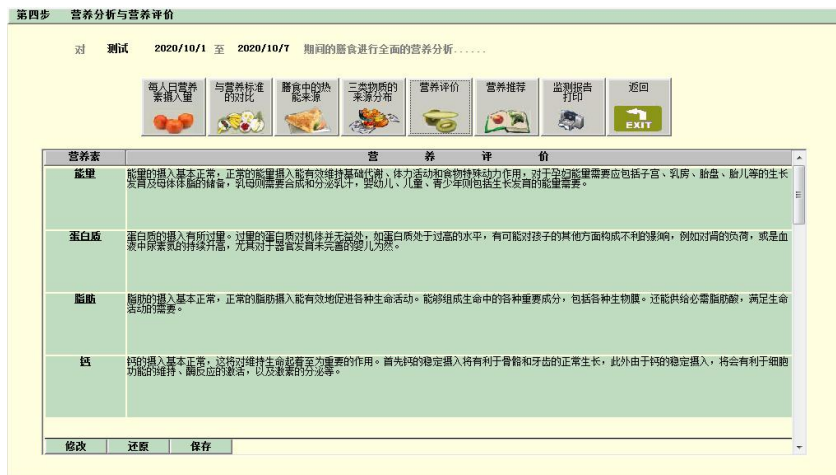 第四步 营养分析与营养评价
对 测试 2020/10/1 至 2020/10/7 期间的膳食进行全面的营养分析......
每人日营养
素摄入量
与营养标准
的对比
膳食中的热
能来源
三类物质的
来源分布
营养评价
营养推荐
监测报告
打印
返回
EXIT
营养素 营 养 评 价
能量 能量的摄入基本正常，正常的能量摄入能有效维持基础代谢、体力活动和食物特殊动力作用，对于孕妇能量需要应包括子宫、乳房、胎盘、胎儿等的生长
发育及母体体脂的储备，乳母则需要合成和分泌乳汁，婴幼儿、儿童、青少年则包括生长发育的能量需要。
蛋白质 蛋白质的摄入有所过量。过量的蛋白质对机体并无益处，如蛋白质处于过高的水平，有可能对孩子的其他方面构成不利的影响，例如对肾的负荷，或是血
液中尿素氮的持续升高，尤其对于器官发育未完善的婴儿为然。
脂肪 脂肪的摄入基本正常，正常的脂肪摄入能有效地促进各种生命活动。能够组成生命中的各种重要成分，包括各种生物膜。还能供给必需脂肪酸，满足生命
活动的需要。
钙 钙的摄入基本正常，这将对维持生命起着至为重要的作用。首先钙的稳定摄入将有利于骨骼和牙齿的正常生长，此外由于钙的稳定摄入，将会有利于细胞
功能的维持、酶反应的激活，以及激素的分泌等。
修改 还原 保存